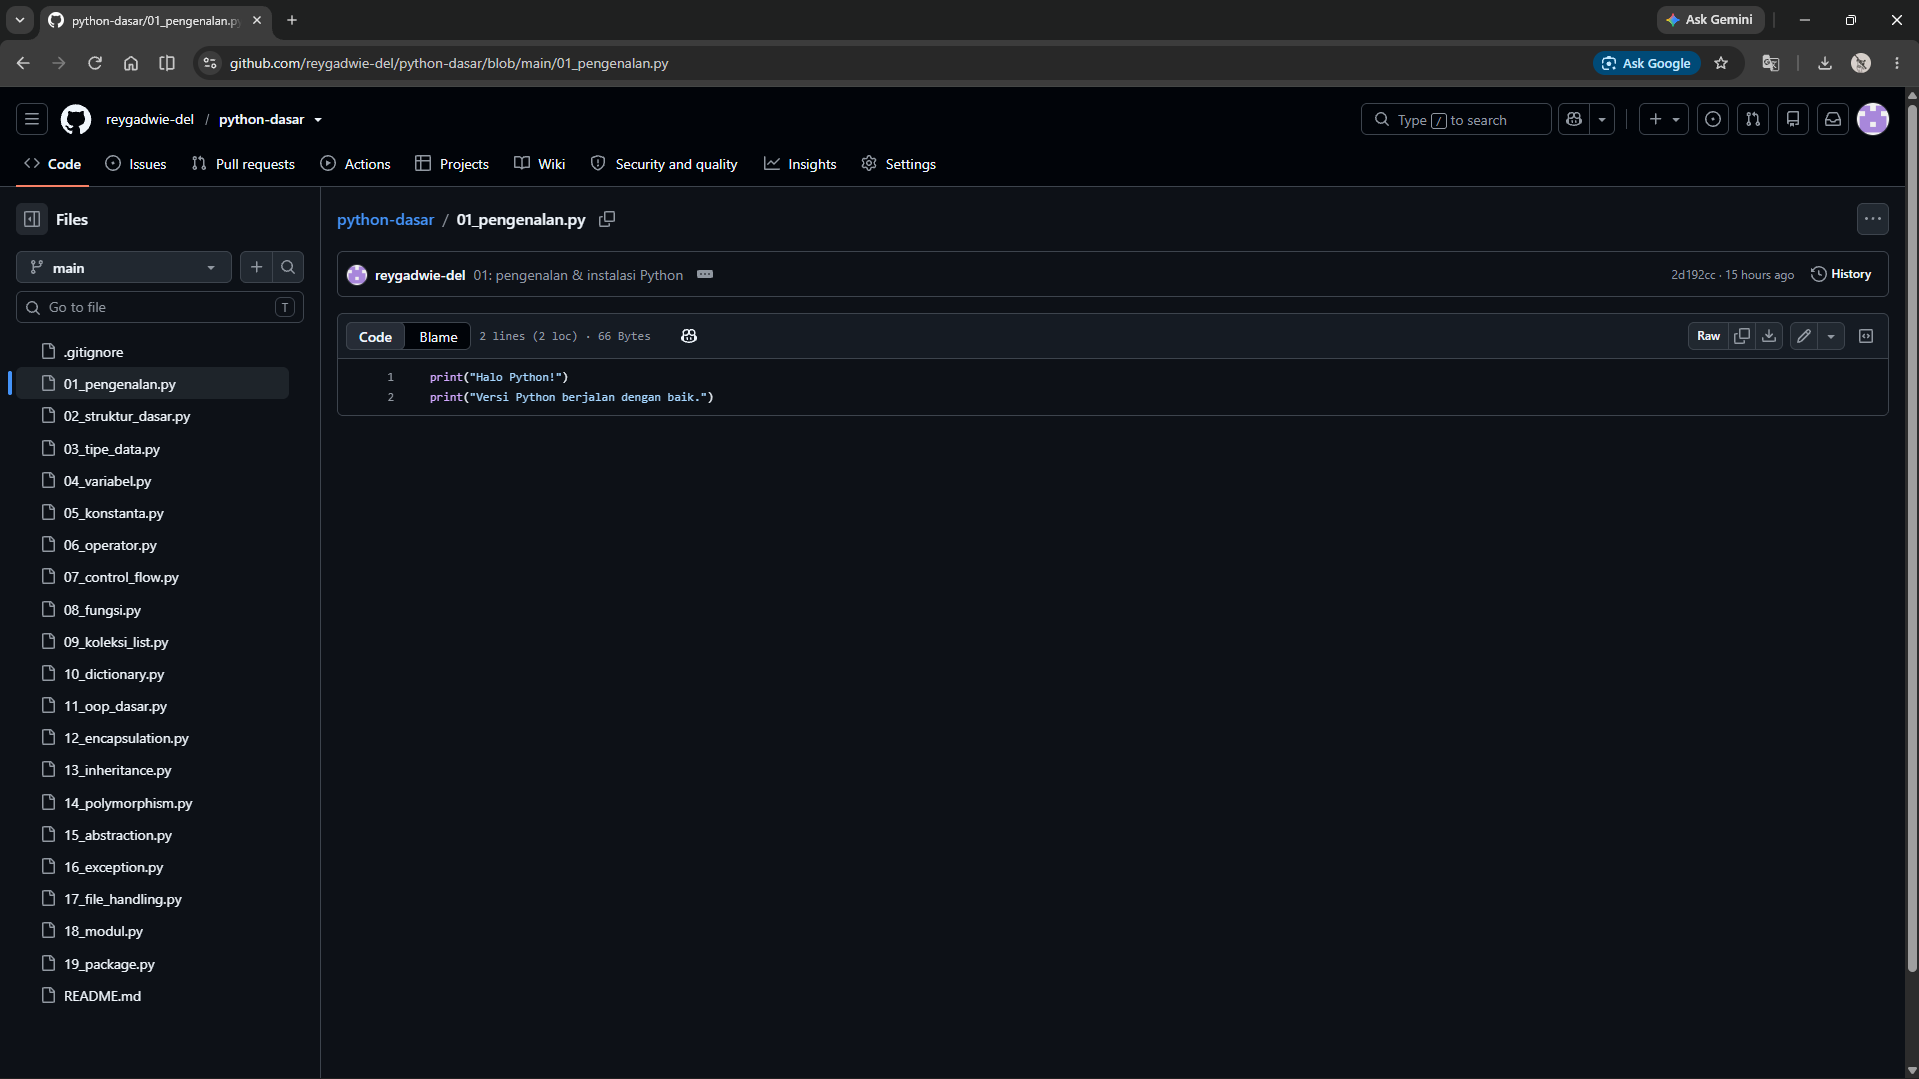 python-dasar/01_pengenalan.py
Ask Gemini
github.com/reygadwie-del/python-dasar/blob/main/01_pengenalan.py
Ask Google
reygadwie-del / python-dasar
Type / to search
Code
Issues
Pull requests
Actions
Projects
Wiki
Security and quality
Insights
Settings
Files
main
Go to file
T
.gitignore
01_pengenalan.py
02_struktur_dasar.py
03_tipe_data.py
04_variabel.py
05_konstanta.py
06_operator.py
07_control_flow.py
08_fungsi.py
09_koleksi_list.py
10_dictionary.py
11_oop_dasar.py
12_encapsulation.py
13_inheritance.py
14_polymorphism.py
15_abstraction.py
16_exception.py
17_file_handling.py
18_modul.py
19_package.py
README.md
python-dasar / 01_pengenalan.py
reygadwie-del 01: pengenalan & instalasi Python
2d192cc · 15 hours ago
History
Code
Blame
2 lines (2 loc) · 66 Bytes
Raw
1 print("Halo Python!")
2 print("Versi Python berjalan dengan baik.")